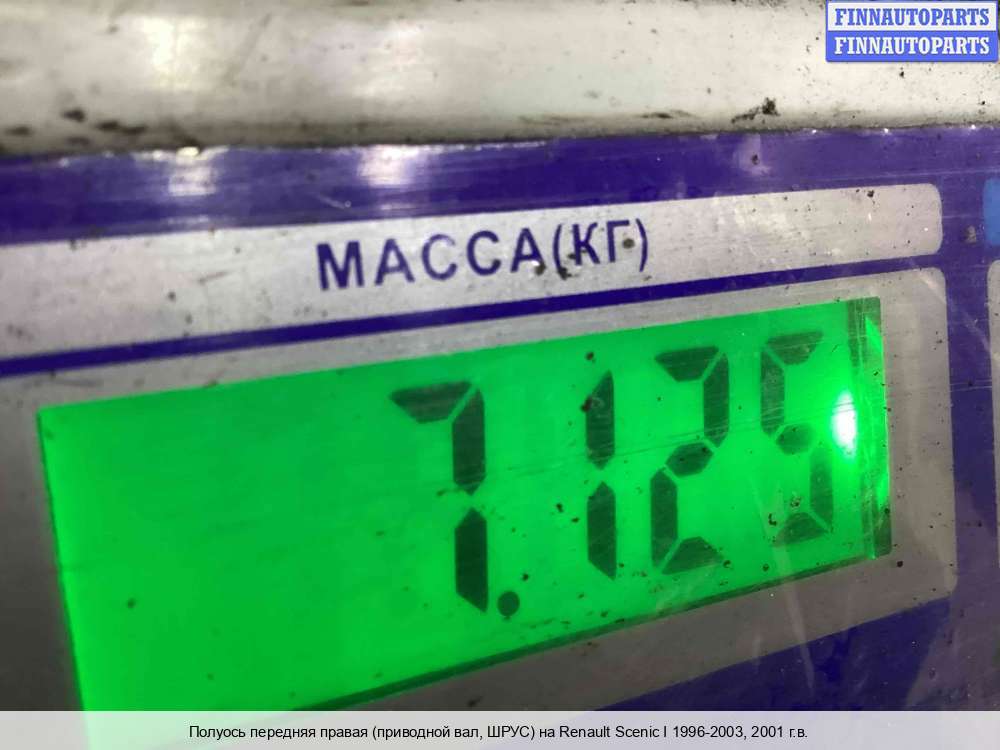 FINNAUTOPARTS
FINNAUTOPARTS
МАССА(КГ)
7.125
Полуось передняя правая (приводной вал, ШРУС) на Renault Scenic I 1996-2003, 2001 г.в.